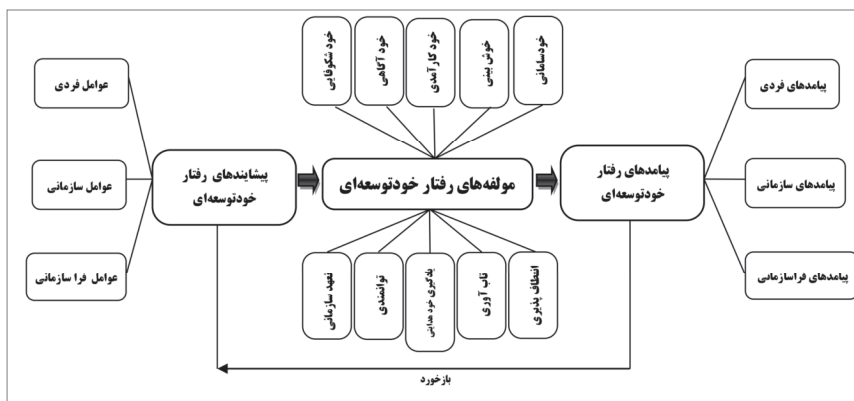 خود شکوفایی
خود آگاهی
خود کارآمدی
خوش بینی
خودسامانی
عوامل فردی
عوامل سازمانی
عوامل فرا سازمانی
پیشایندهای رفتار
خودتوسعه‌ای
مولفه‌های رفتار خودتوسعه‌ای
پیامدهای رفتار
خودتوسعه‌ای
پیامدهای فردی
پیامدهای سازمانی
پیامدهای فراسازمانی
تعهد سازمانی
توانمندی
یادگیری خود هدایتی
تاب آوری
انعطاف پذیری
بازخورد